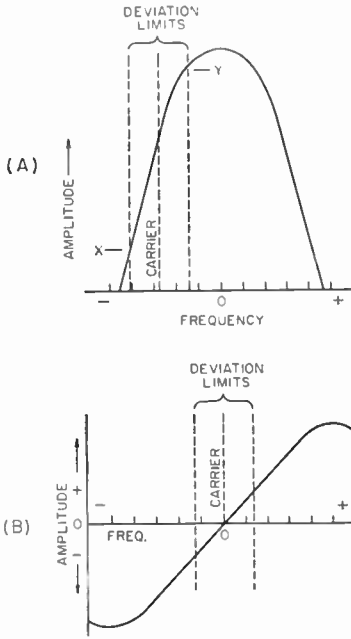 DEVIATION
LIMITS
Y
(A)
AMPLITUDE
X
CARRIER
- 0 +
FREQUENCY
DEVIATION
LIMITS
CARRIER
AMPLITUDE
+
- +
(B)
0
FREQ.
0
-